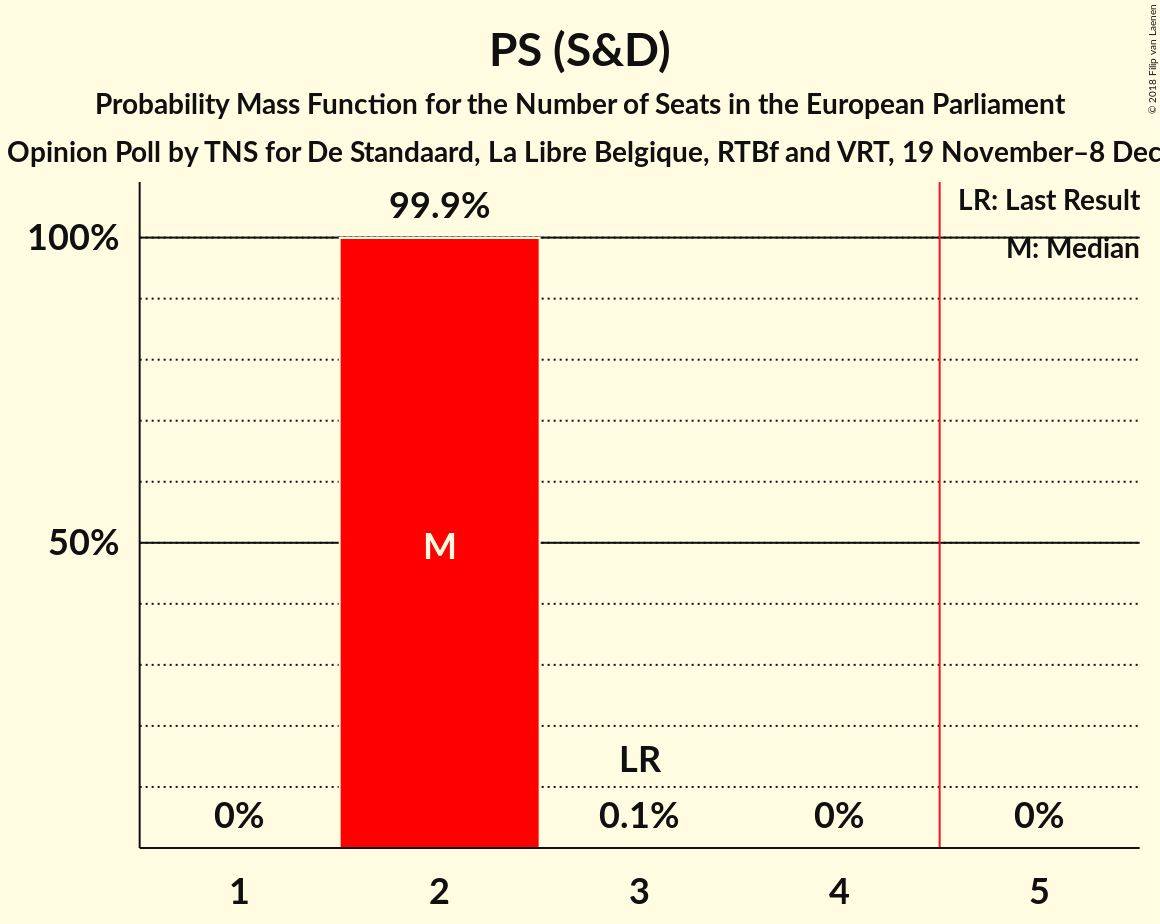 PS (S&D)
Probability Mass Function for the Number of Seats in the European Parliament
Opinion Poll by TNS for De Standaard, La Libre Belgique, RTBf and VRT, 19 November–8 Dec
© 2018 Filip van Laenen
LR: Last Result
M: Median
99.9%
100%
50%
M
LR
0% 0.1% 0% 0%
1 2 3 4 5